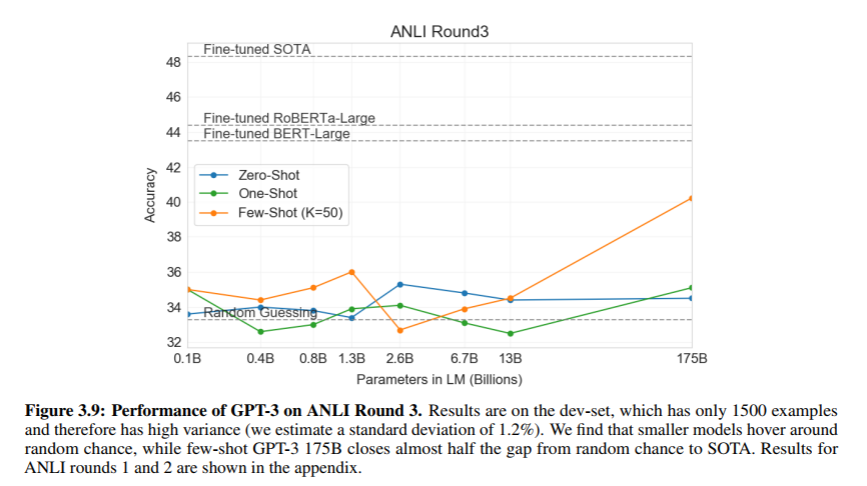 ANLI Round3
Fine-tuned SOTA
48
46
Fine-tuned RoBERTa-Large
44
Fine-tuned BERT-Large
42
Zero-Shot
One-Shot
40
Few-Shot (K=50)
38
36
34
Random Guessing
32
Accuracy
0.1B 0.4B 0.8B 1.3B 2.6B 6.7B 13B 175B
Parameters in LM (Billions)
Figure 3.9: Performance of GPT-3 on ANLI Round 3. Results are on the dev-set, which has only 1500 examples
and therefore has high variance (we estimate a standard deviation of 1.2%). We find that smaller models hover around
random chance, while few-shot GPT-3 175B closes almost half the gap from random chance to SOTA. Results for
ANLI rounds 1 and 2 are shown in the appendix.